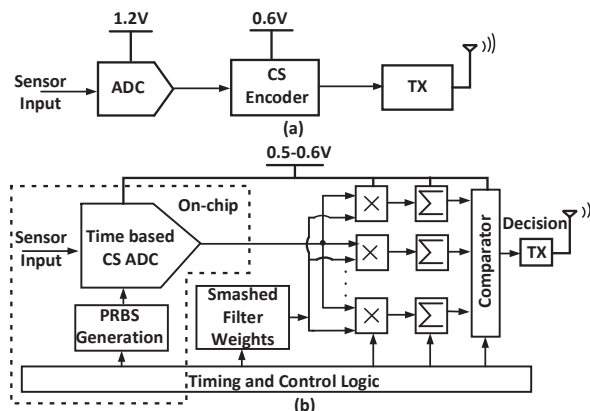 1.2V
0.6V
Sensor
Input
ADC
CS
Encoder
TX
(a)
0.5-0.6V
On-chip
Sensor
Input
Time based
CS ADC
PRBS
Generation
Smashed
Filter
Weights
×
Σ
×
Σ
×
Σ
Comparator
Decision
TX
Timing and Control Logic
(b)